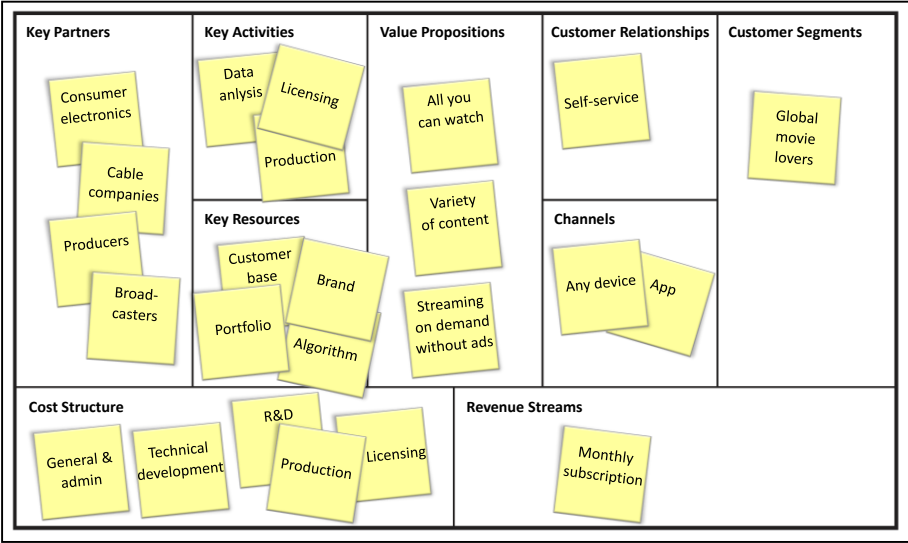 Key Partners
Consumer
electronics
Cable
companies
Producers
Broad-
casters
Key Activities
Data
anlysis
Licensing
Production
Key Resources
Customer
base
Brand
Portfolio
Algorithm
Value Propositions
All you
can watch
Variety
of content
Streaming
on demand
without ads
Customer Relationships
Self-service
Channels
Any device
App
Customer Segments
Global
movie
lovers
Cost Structure
General &
admin
Technical
development
R&D
Production
Licensing
Revenue Streams
Monthly
subscription